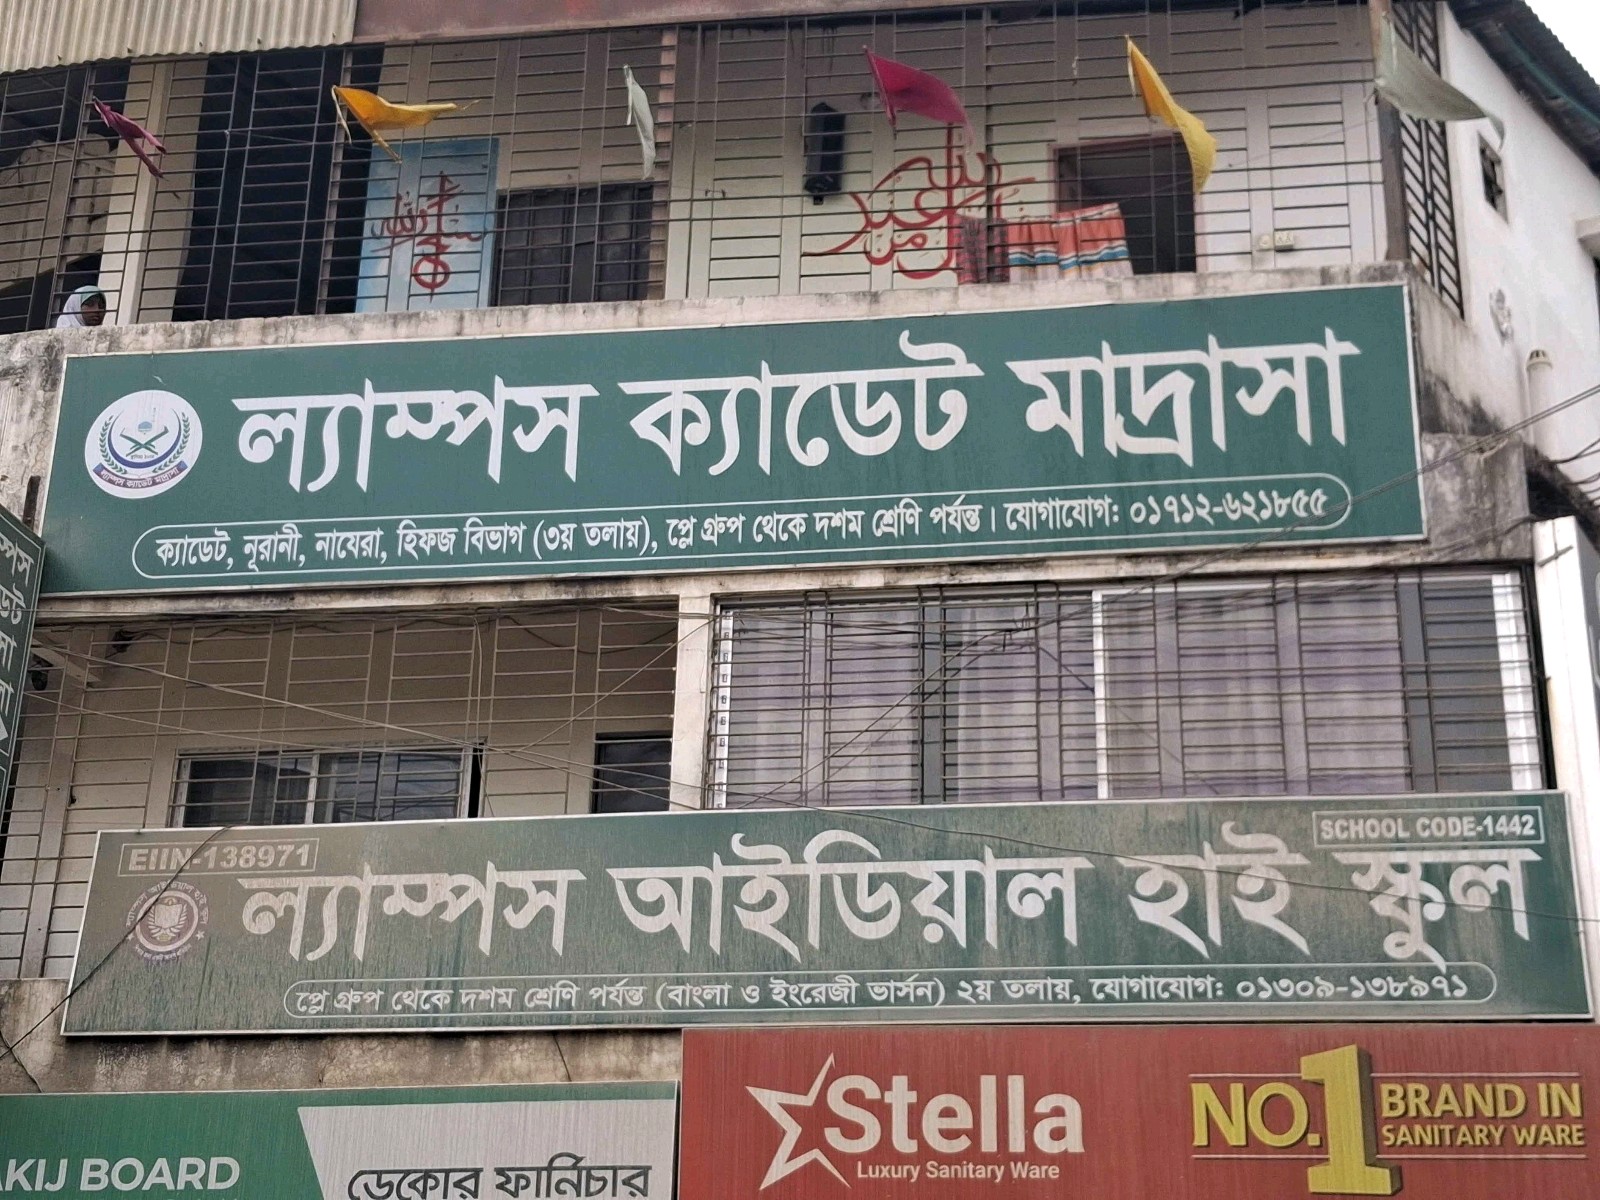 ল্যাম্পস ক্যাডেট মাদ্রাসা
ল্যাম্পস ক্যাডেট মাদ্রাসা
ক্যাডেট, নূরানী, নাযেরা, হিফজ বিভাগ (৩য় তলায়), প্লে গ্রুপ থেকে দশম শ্রেণি পর্যন্ত। যোগাযোগ: ০১৭১২-৬২১৮৫৫
EIIN-138971
SCHOOL CODE-1442
ল্যাম্পস আইডিয়াল হাই স্কুল
প্লে গ্রুপ থেকে দশম শ্রেণি পর্যন্ত (বাংলা ও ইংরেজী ভার্সন) ২য় তলায়, যোগাযোগ: ০১৩০৯-১৩৮৯৭১
Stella
Luxury Sanitary Ware
NO.1 BRAND IN
SANITARY WARE
AKIJ BOARD
ডেকোর ফার্নিচার